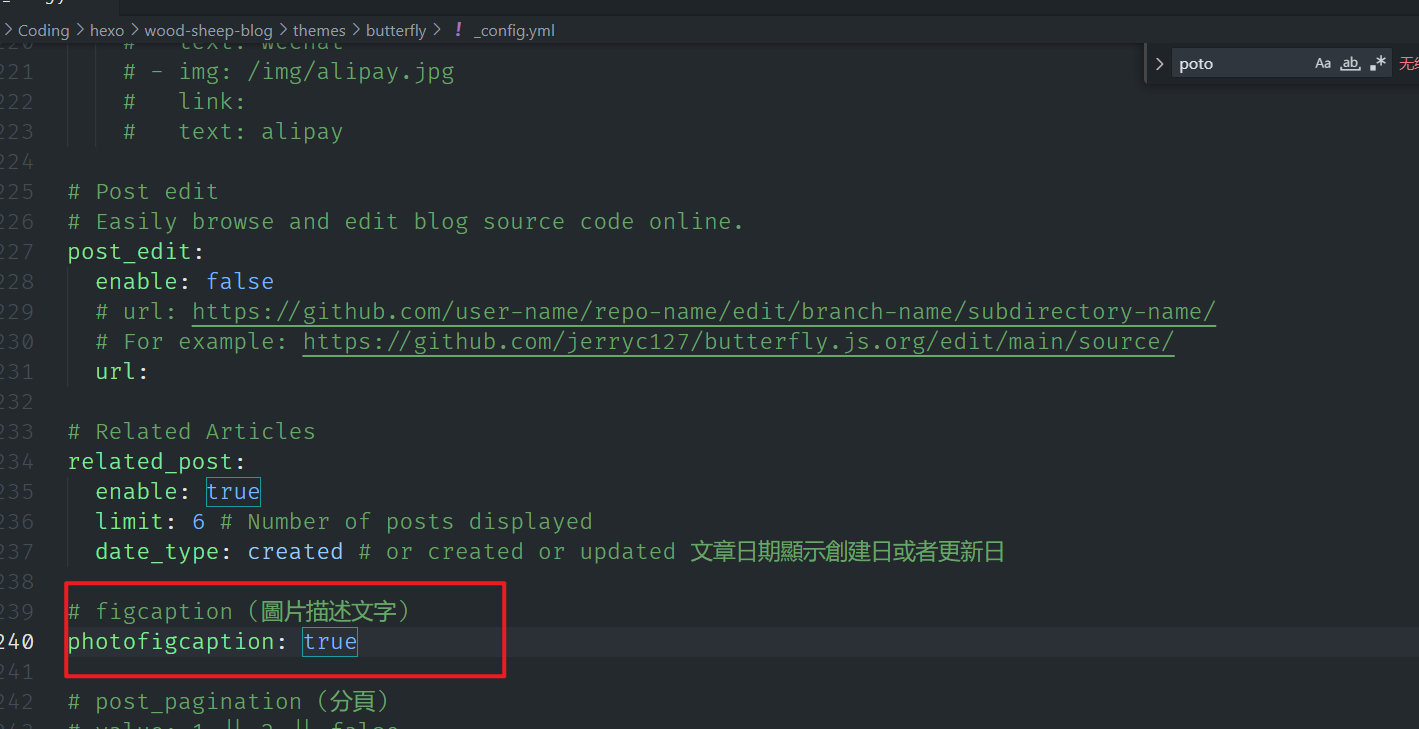 Coding > hexo > wood-sheep-blog > themes > butterfly > ! _config.yml
poto Aa ab .*
#   text: wechat
221 # - img: /img/alipay.jpg
222 #   link:
223 #   text: alipay
224
225 # Post edit
226 # Easily browse and edit blog source code online.
227 post_edit:
228   enable: false
229   # url: https://github.com/user-name/repo-name/edit/branch-name/subdirectory-name/
230   # For example: https://github.com/jerryc127/butterfly.js.org/edit/main/source/
231   url:
232
233 # Related Articles
234 related_post:
235   enable: true
236   limit: 6 # Number of posts displayed
237   date_type: created # or created or updated 文章日期顯示創建日或者更新日
238
239 # figcaption (圖片描述文字)
240 photofigcaption: true
241
242 # post_pagination (分頁)